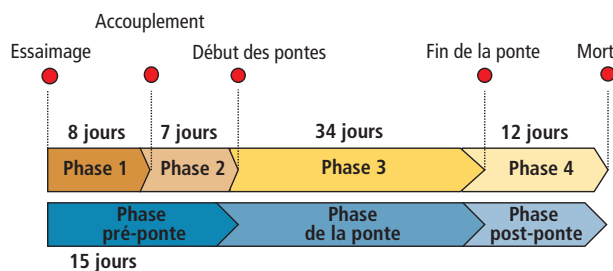 Accouplement
Essaimage
Début des pontes
Fin de la ponte
Mort
8 jours
7 jours
34 jours
12 jours
Phase 1
Phase 2
Phase 3
Phase 4
Phase
pré-ponte
Phase
de la ponte
Phase
post-ponte
15 jours